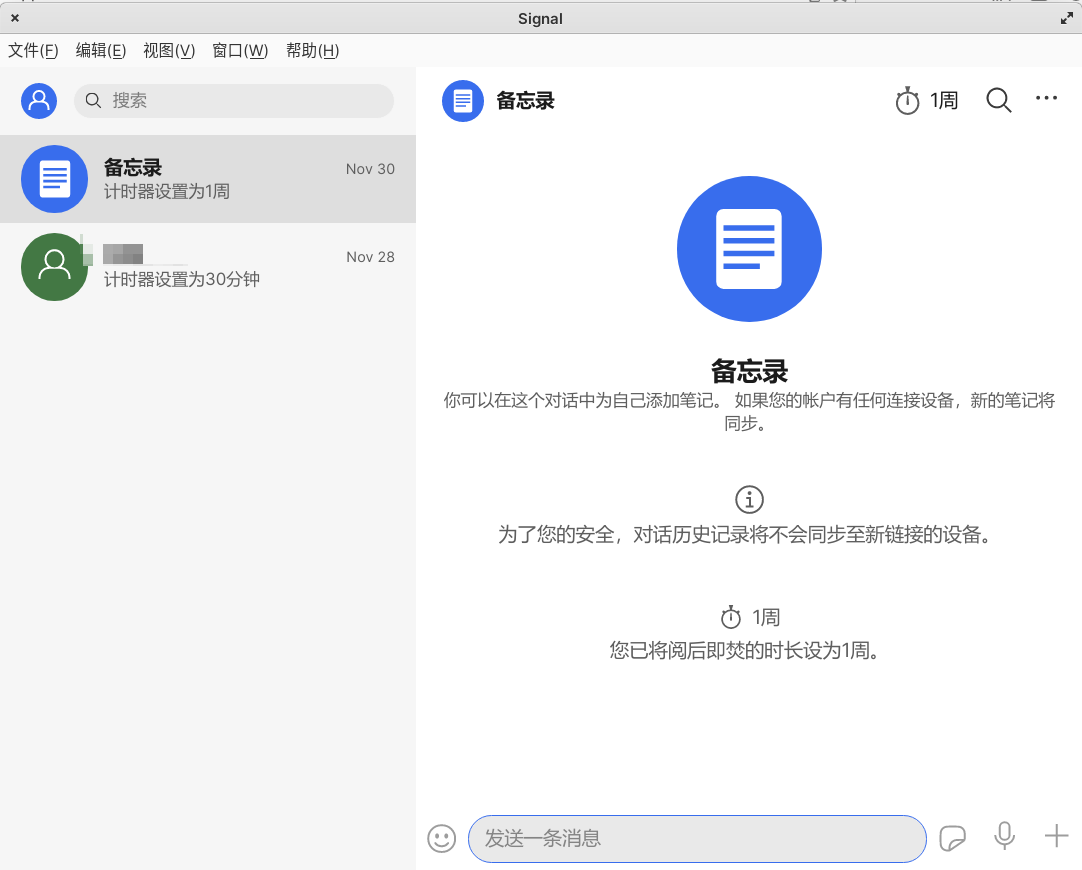 Signal
文件(F) 编辑(E) 视图(V) 窗口(W) 帮助(H)
搜索
备忘录
1周
备忘录
Nov 30
计时器设置为1周
Nov 28
计时器设置为30分钟
备忘录
你可以在这个对话中为自己添加笔记。 如果您的帐户有任何连接设备，新的笔记将
同步。
为了您的安全，对话历史记录将不会同步至新链接的设备。
1周
您已将阅后即焚的时长设为1周。
发送一条消息